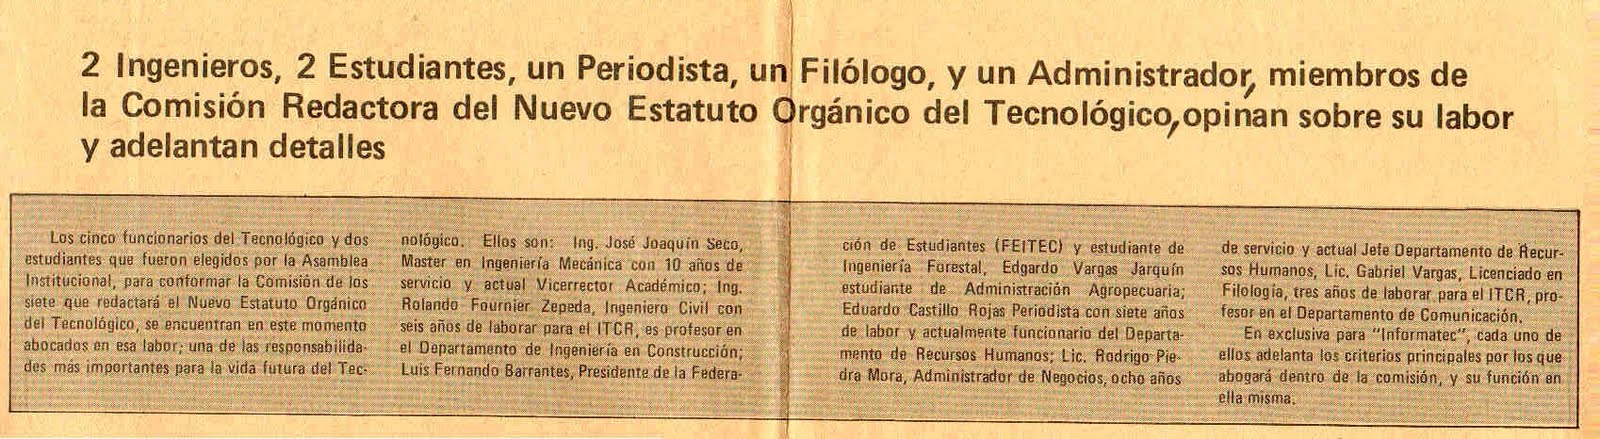 2 Ingenieros, 2 Estudiantes, un Periodista, un Filólogo, y un Administrador, miembros de
la Comisión Redactora del Nuevo Estatuto Orgánico del Tecnológico, opinan sobre su labor
y adelantan detalles
Los cinco funcionarios del Tecnológico y dos
estudiantes que fueron elegidos por la Asamblea
Institucional, para conformar la Comisión de los
siete que redactará el Nuevo Estatuto Orgánico
del Tecnológico, se encuentran en este momento
abocados en esa labor; una de las responsabilida-
des más importantes para la vida futura del Tec-
nológico. Ellos son: Ing. José Joaquín Seco,
Master en Ingeniería Mecánica con 10 años de
servicio y actual Vicerrector Académico; Ing.
Rolando Fournier Zepeda, Ingeniero Civil con
seis años de laborar para el ITCR, es profesor en
el Departamento de Ingeniería en Construcción;
Luis Fernando Barrantes, Presidente de la Federa-
ción de Estudiantes (FEITEC) y estudiante de
Ingeniería Forestal, Edgardo Vargas Jarquín
estudiante de Administración Agropecuaria;
Eduardo Castillo Rojas Periodista con siete años
de labor y actualmente funcionario del Departa-
mento de Recursos Humanos; Lic. Rodrigo Pie-
dra Mora, Administrador de Negocios, ocho años
de servicio y actual Jefe Departamento de Recur-
sos Humanos, Lic. Gabriel Vargas, Licenciado en
Filología, tres años de laborar para el ITCR, pro-
fesor en el Departamento de Comunicación.
En exclusiva para "Informatec", cada uno de
ellos adelanta los criterios principales por los que
abogará dentro de la comisión, y su función en
ella misma.